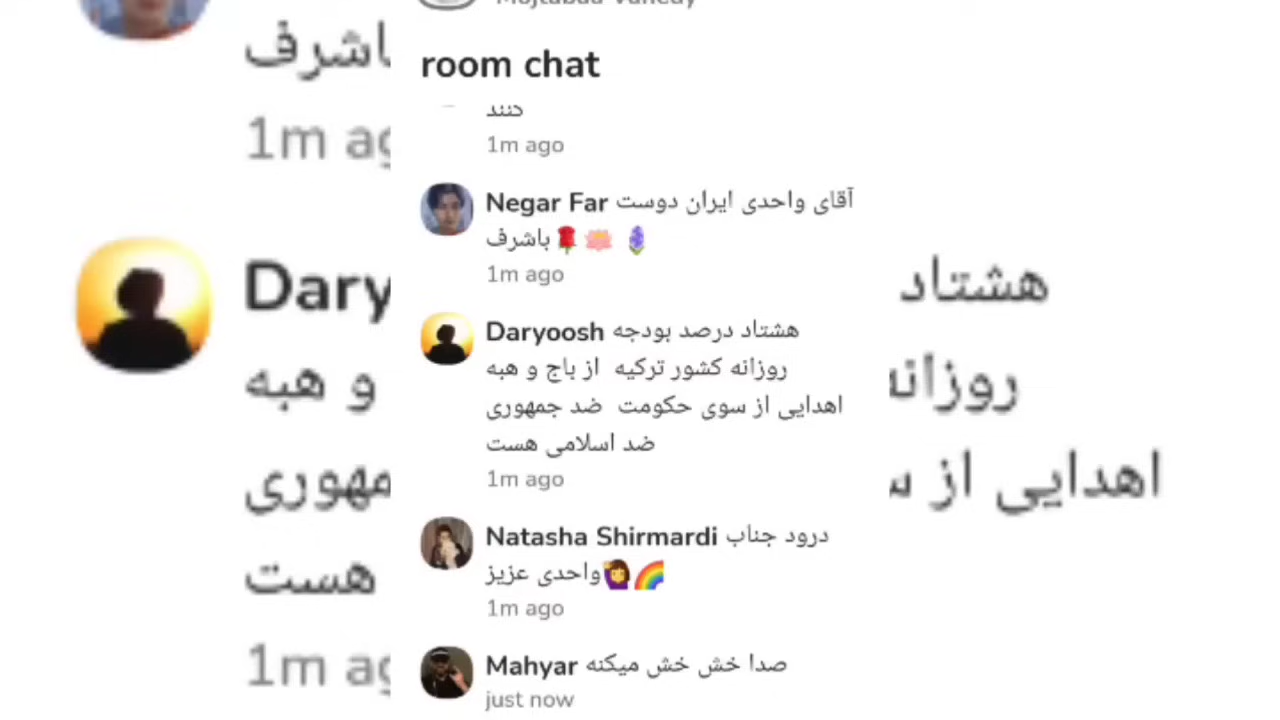 room chat
کنند
1m ago
Negar Far آقای واحدی ایران دوست
باشرف🌹🪷 🪻
1m ago
Daryoosh هشتاد درصد بودجه
روزانه کشور ترکیه  از باج و هبه
اهدایی از سوی حکومت  ضد جمهوری
ضد اسلامی هست
1m ago
Natasha Shirmardi درود جناب
واحدی عزیز🙋‍♀️🌈
1m ago
Mahyar صدا خش خش میکنه
just now